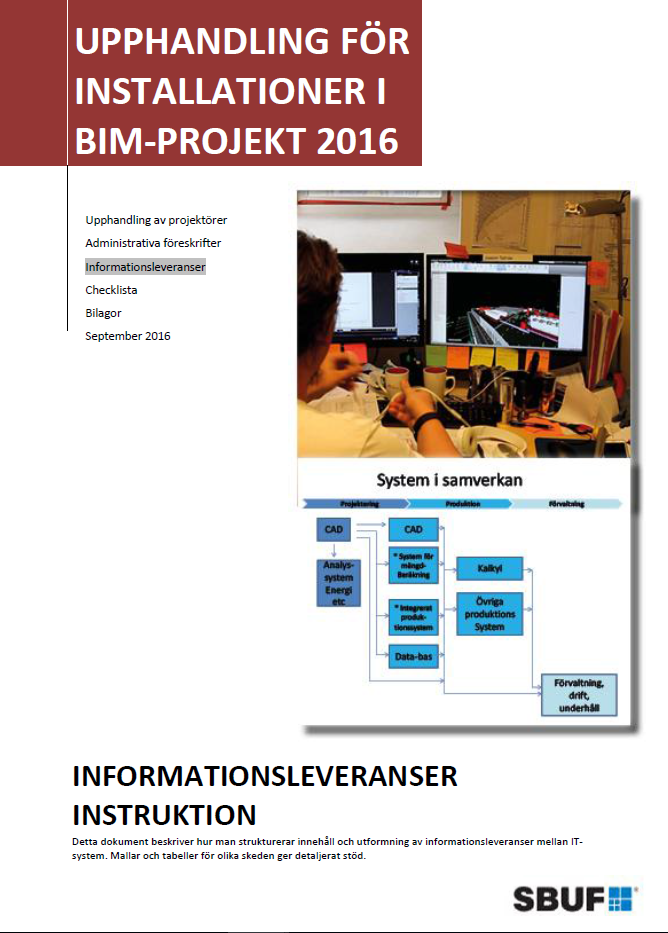 UPPHANDLING FÖR
INSTALLATIONER I
BIM-PROJEKT 2016
Upphandling av projektörer
Administrativa föreskrifter
Informationsleveranser
Checklista
Bilagor
September 2016
System i samverkan
Projektering
Produktion
Förvaltning
CAD
CAD
Analys-
system
Energi
etc
* System för
mängd-
Beräkning
Kalkyl
* Integrerat
produk-
tionssystem
Övriga
produktions
System
Data-bas
Förvaltning,
drift,
underhåll
INFORMATIONSLEVERANSER
INSTRUKTION
Detta dokument beskriver hur man strukturerar innehåll och utformning av informationsleveranser mellan IT-
system. Mallar och tabeller för olika skeden ger detaljerat stöd.
SBUF